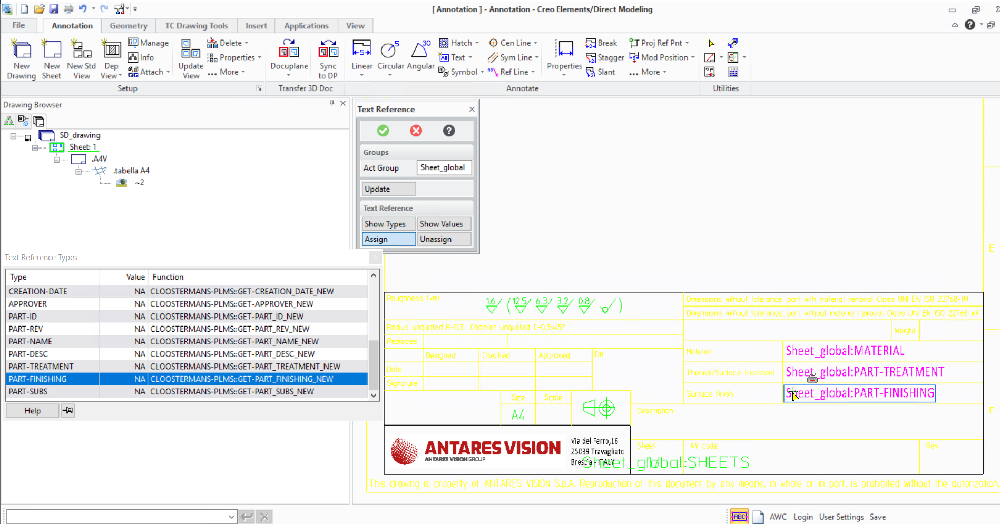 [ Annotation ] - Annotation - Creo Elements/Direct Modeling
File Annotation Geometry TC Drawing Tools Insert Applications View
New Drawing
New Sheet
New Std View
Dep View
Manage
Info
Attach
Update View
Delete
Properties
... More
Docuplane
Sync to DP
Linear
5
Circular
5
Angular
30
Hatch
Text
Symbol
Cen Line
Sym Line
Ref Line
Properties
Break
Stagger
Slant
Proj Ref Pnt
Mod Position
... More
Setup
Transfer 3D Doc
Annotate
Utilities
Drawing Browser
SD_drawing
Sheet: 1
.A4V
.tabella A4
~2
Text Reference
Groups
Act Group Sheet_global
Update
Text Reference
Show Types Show Values
Assign Unassign
Text Reference Types
Type Value Function
CREATION-DATE NA CLOOSTERMANS-PLMS::GET-CREATION_DATE_NEW
APPROVER NA CLOOSTERMANS-PLMS::GET-APPROVER_NEW
PART-ID NA CLOOSTERMANS-PLMS::GET-PART_ID_NEW
PART-REV NA CLOOSTERMANS-PLMS::GET-PART_REV_NEW
PART-NAME NA CLOOSTERMANS-PLMS::GET-PART_NAME_NEW
PART-DESC NA CLOOSTERMANS-PLMS::GET-PART_DESC_NEW
PART-TREATMENT NA CLOOSTERMANS-PLMS::GET-PART_TREATMENT_NEW
PART-FINISHING NA CLOOSTERMANS-PLMS::GET-PART_FINISHING_NEW
PART-SUBS NA CLOOSTERMANS-PLMS::GET-PART_SUBS_NEW
Help
E
F
Roughness
1.6 ( 12.5 6.3 3.2 0.8 )
Dimensions without tolerance, part with material removal Class UNI EN ISO 22768-mH
Dimensions without tolerance, part without material removal Class UNI EN ISO 22768-mK
Radius unquoted R=0.3 Chamfer unquoted C=0.3x45°
Weight
Replaces
Designed Checked Approved DM
Date
Signature
Material Sheet_global:MATERIAL
Thermal/Surface treatment Sheet_global:PART-TREATMENT
Surface finish Sheet_global:PART-FINISHING
Size Scale
A4
Description
ANTARES VISION
ANTARES VISION GROUP
Via del Ferro,16
25039 Travagliato
Brescia - ITALY
Sheet AV code Rev.
Sheet_global:SHEETS
This drawing is property of ANTARES VISION S.p.A. Reproduction of this document by any means, in whole or in part, is prohibited without the autorization
ABC AWC Login User Settings Save